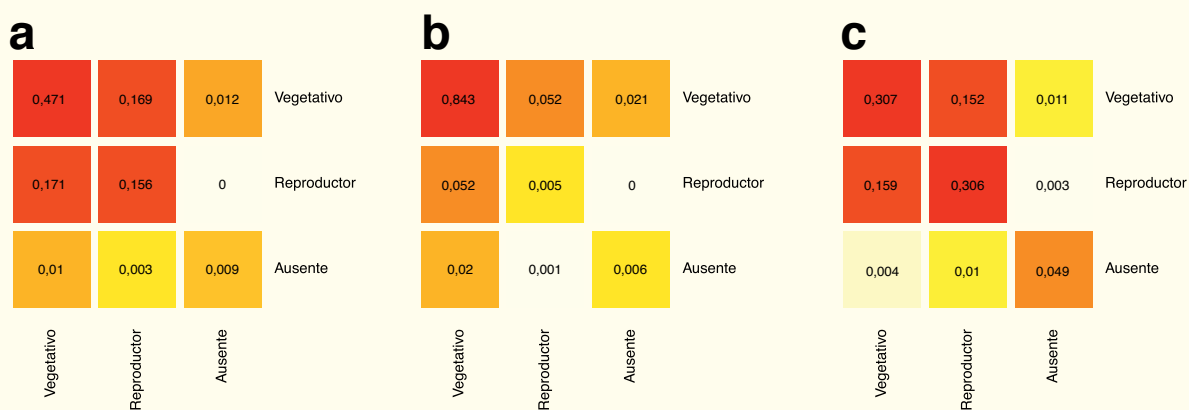 a
0,471 0,169 0,012 Vegetativo
0,171 0,156 0 Reproductor
0,01 0,003 0,009 Ausente
Vegetativo
Reproductor
Ausente
b
0,843 0,052 0,021 Vegetativo
0,052 0,005 0 Reproductor
0,02 0,001 0,006 Ausente
Vegetativo
Reproductor
Ausente
c
0,307 0,152 0,011 Vegetativo
0,159 0,306 0,003 Reproductor
0,004 0,01 0,049 Ausente
Vegetativo
Reproductor
Ausente